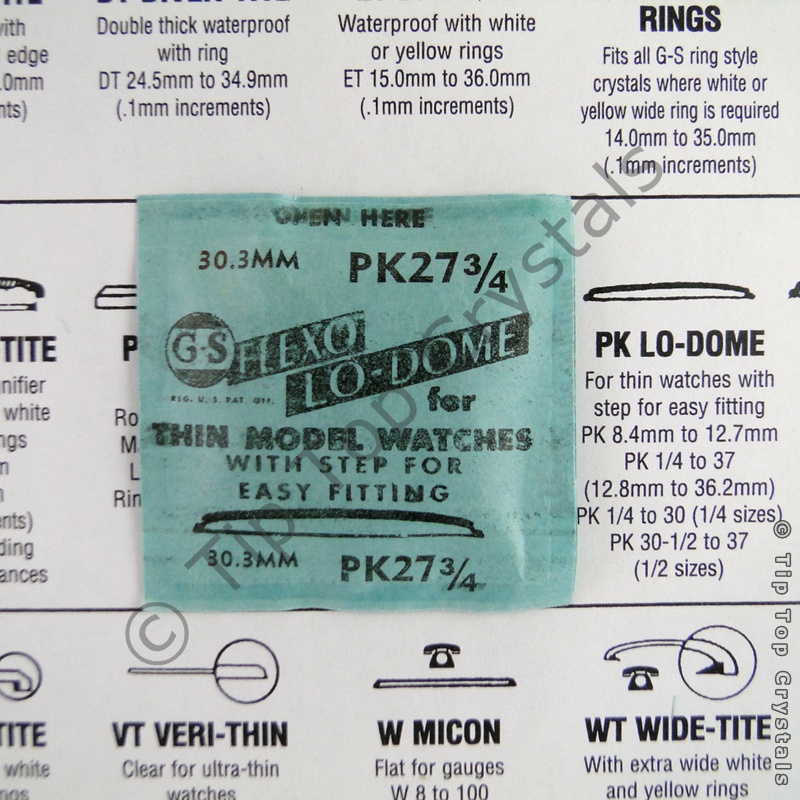 Double thick waterproof
with ring
DT 24.5mm to 34.9mm
(.1mm increments)
Waterproof with white
or yellow rings
ET 15.0mm to 36.0mm
(.1mm increments)
RINGS
Fits all G-S ring style
crystals where white or
yellow wide ring is required
14.0mm to 35.0mm
(.1mm increments)
OPEN HERE
30.3MM PK27 3/4
G-S FLEXO
LO-DOME
REG. U. S. PAT. OFF.
for
THIN MODEL WATCHES
WITH STEP FOR
EASY FITTING
30.3MM PK27 3/4
PK LO-DOME
For thin watches with
step for easy fitting
PK 8.4mm to 12.7mm
PK 1/4 to 37
(12.8mm to 36.2mm)
PK 1/4 to 30 (1/4 sizes)
PK 30-1/2 to 37
(1/2 sizes)
VT VERI-THIN
Clear for ultra-thin
watches
W MICON
Flat for gauges
W 8 to 100
WT WIDE-TITE
With extra wide white
and yellow rings
white
white
© Tip Top Crystals
© Tip Top Crystals